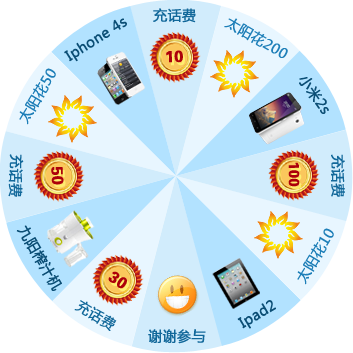 充话费
10
太阳花200
小米2s
充话费
100
太阳花10
Ipad2
谢谢参与
充话费
30
九阳榨汁机
充话费
50
太阳花50
Iphone 4s